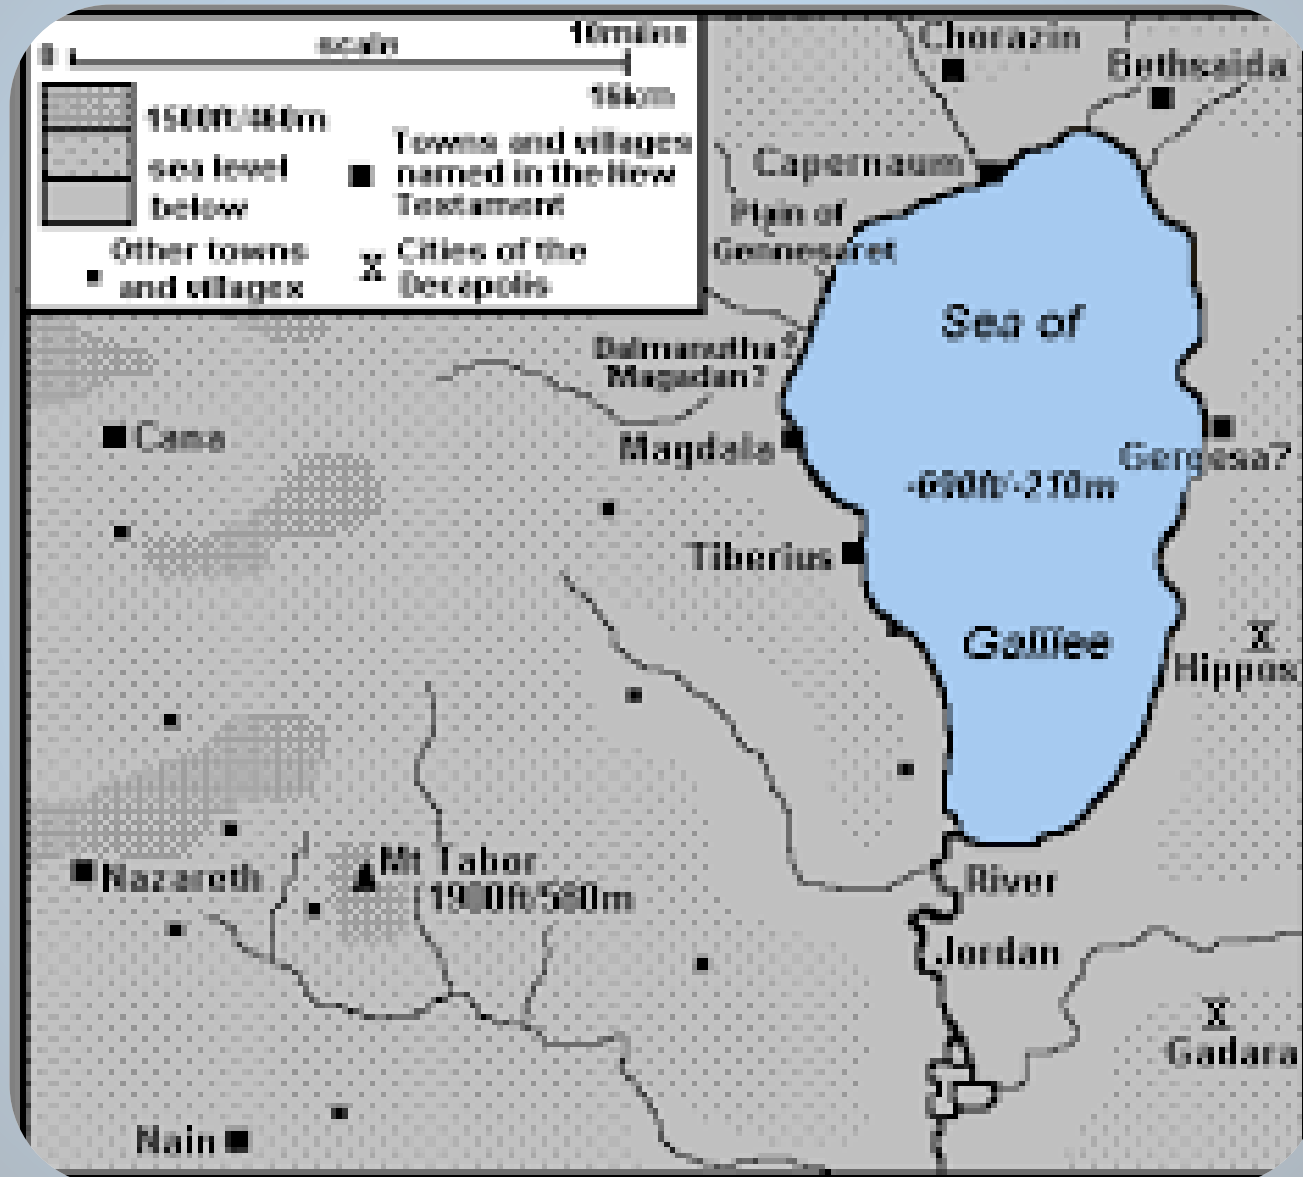 0 scale 10miles
16km
1500ft/460m
sea level
below
Towns and villages
named in the New
Testament
Other towns
and villages
Cities of the
Decapolis
Chorazin
Bethsaida
Capernaum
Plain of
Gennesaret
Sea of
Dalmanutha?
Magadan?
Cana
Magdala
Gergesa?
-690ft/-210m
Tiberius
Galilee
Hippos
Mt Tabor
1900ft/580m
Nazareth
River
Jordan
Gadara
Nain